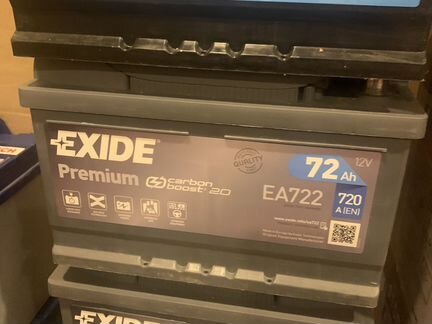 EXIDE
Premium
carbon
boost 2.0
QUALITY
EA722
72 Ah
12V
720
A (EN)
EXIDE